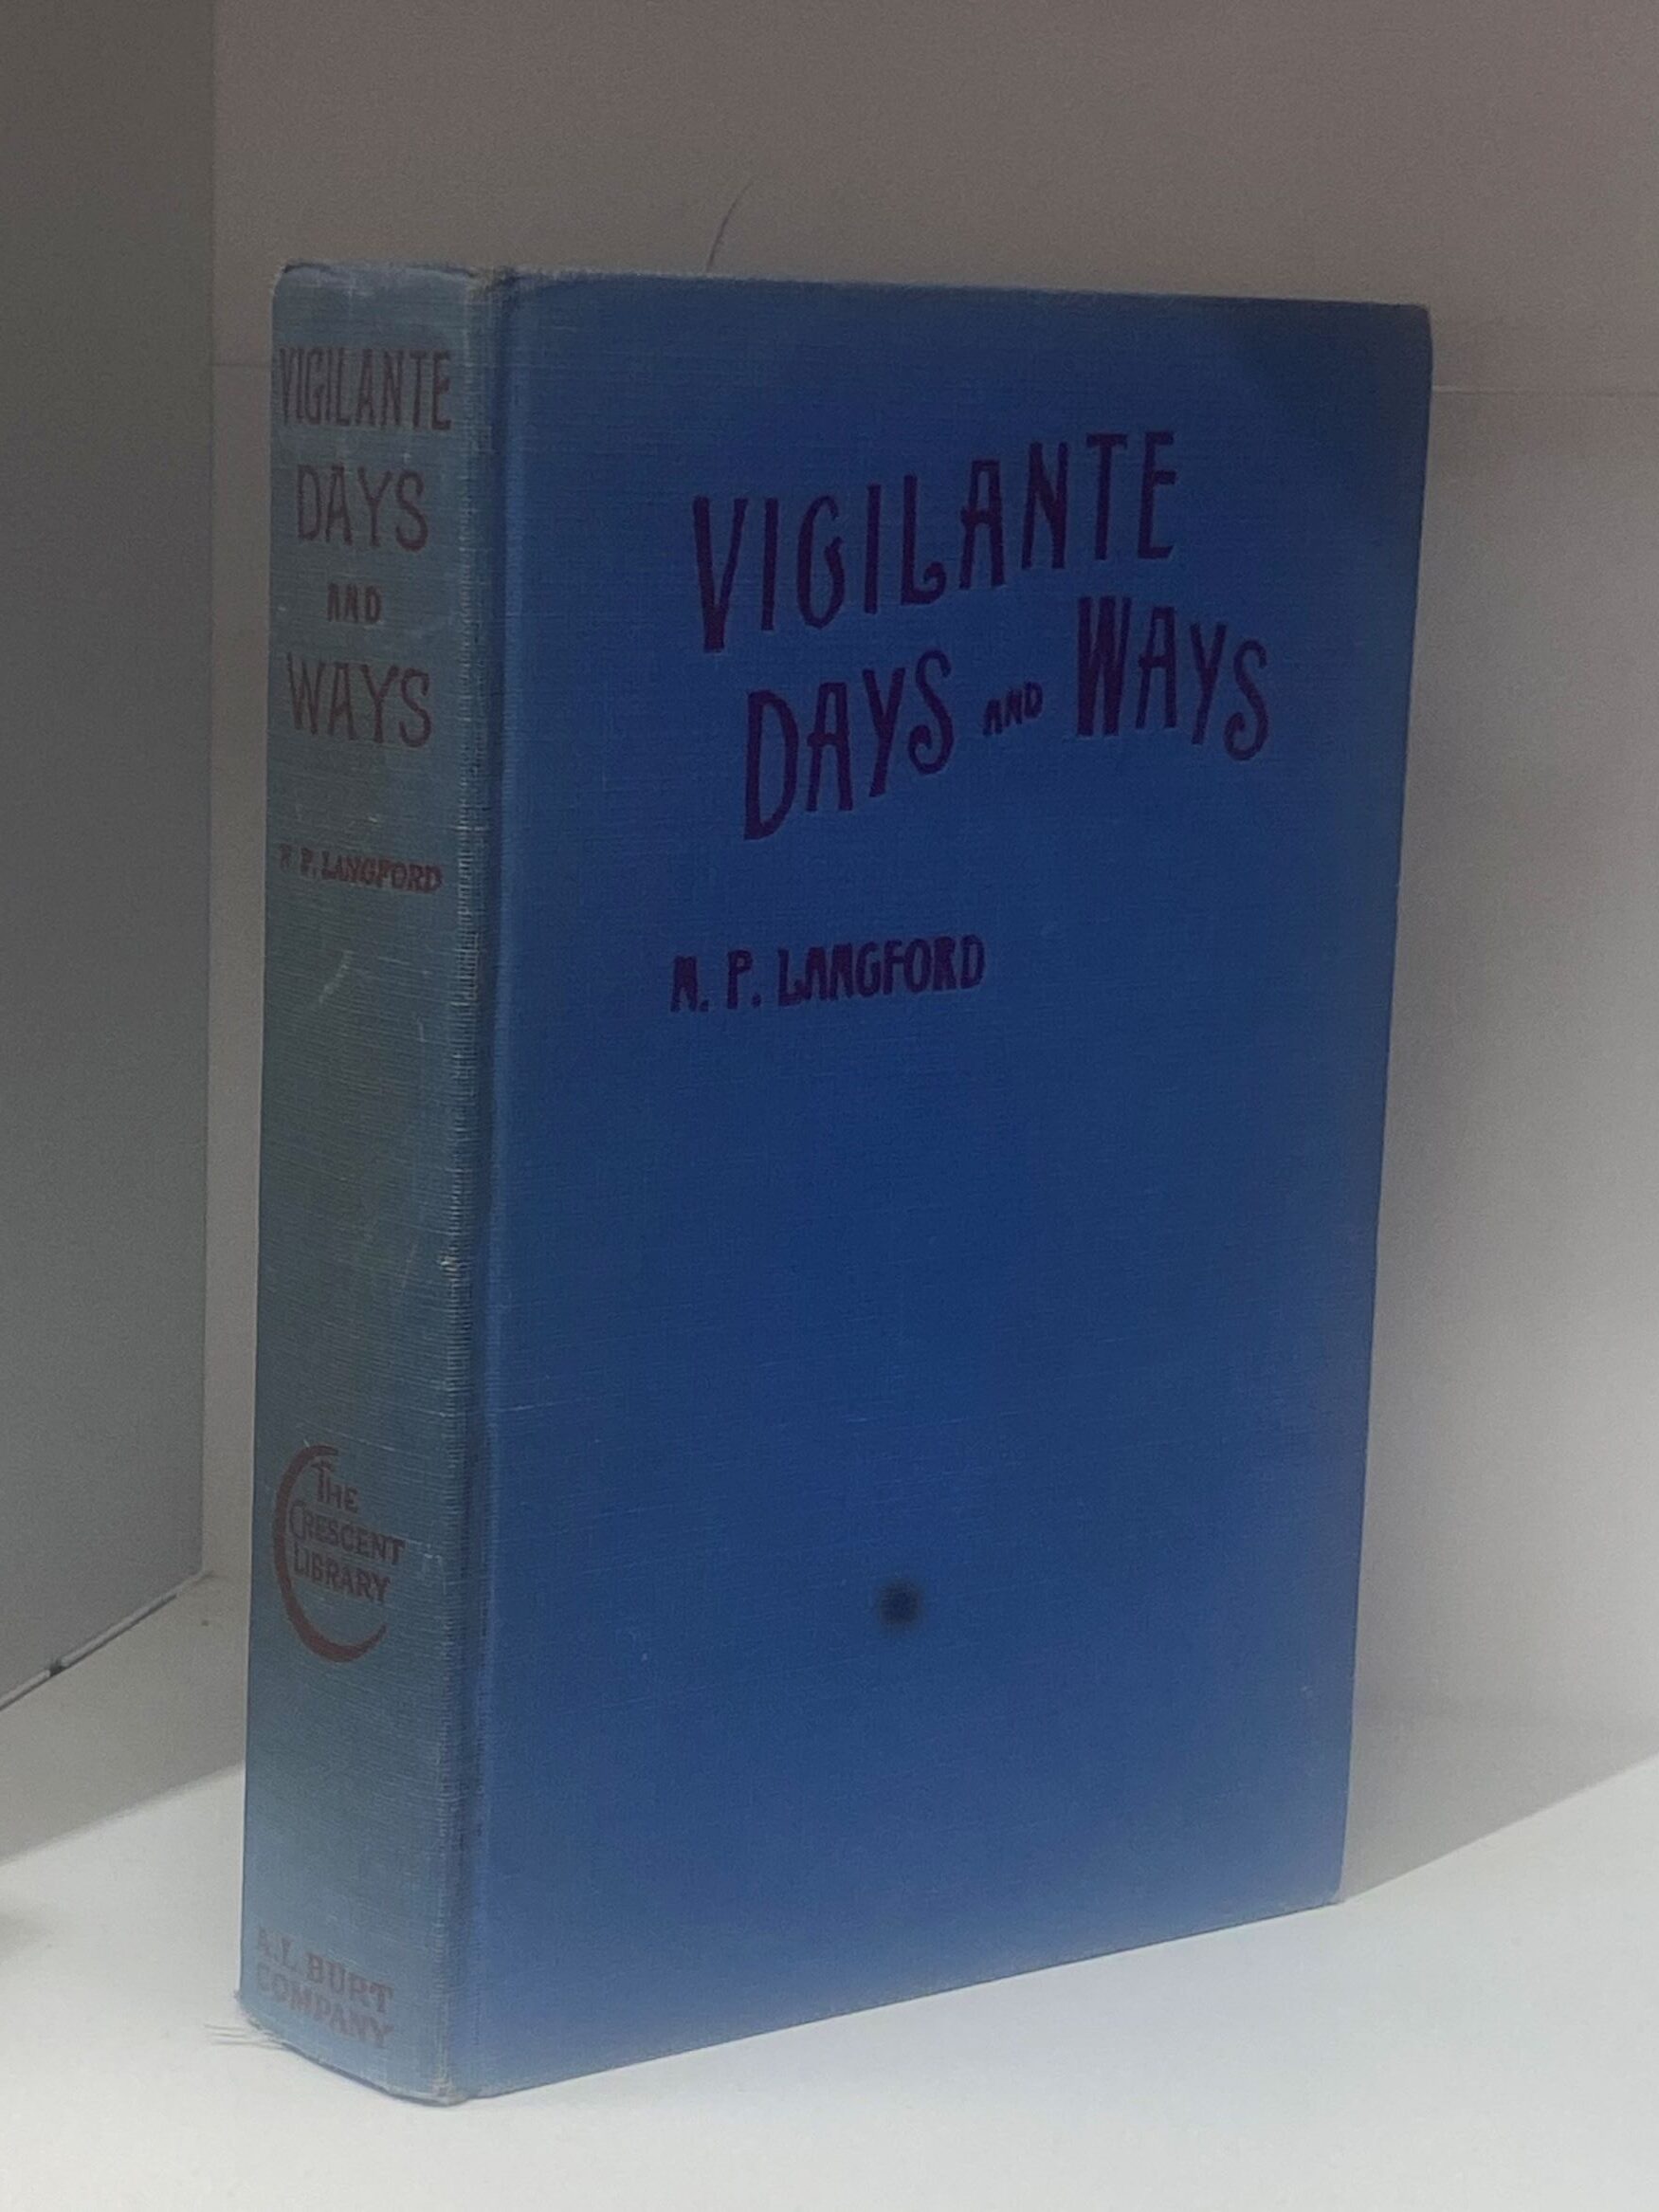 VIGILANTE
DAYS
AND
WAYS
N. P. LANGFORD
THE
CRESCENT
LIBRARY
A. L. BURT
COMPANY
VIGILANTE
DAYS AND WAYS
N. P. LANGFORD